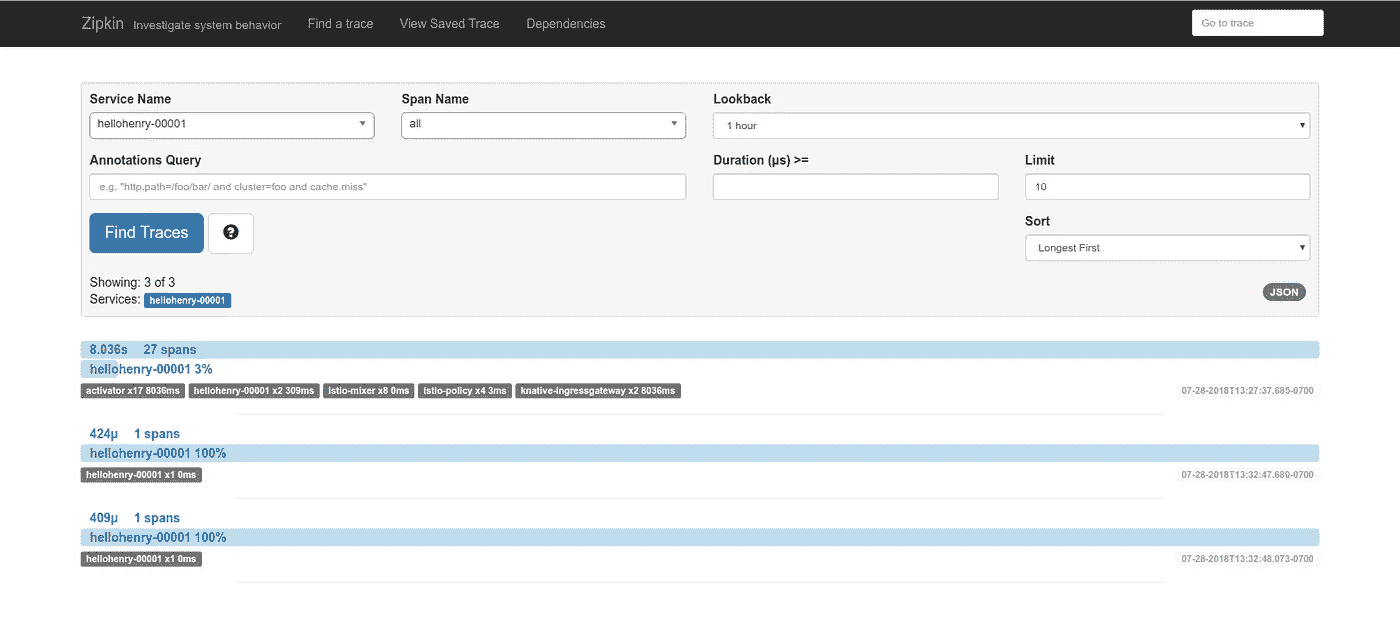 Zipkin Investigate system behavior Find a trace View Saved Trace Dependencies Go to trace
Service Name Span Name Lookback
hellohenry-00001 all 1 hour
Annotations Query Duration (μs) >= Limit
e.g. "http.path=/foo/bar/ and cluster=foo and cache.miss" 10
Find Traces ? Sort
Longest First
Showing: 3 of 3
Services: hellohenry-00001 JSON
8.036s 27 spans
hellohenry-00001 3%
activator x17 8036ms hellohenry-00001 x2 309ms istio-mixer x8 0ms istio-policy x4 3ms knative-ingressgateway x2 8036ms 07-28-2018T13:27:37.685-0700
424μ 1 spans
hellohenry-00001 100%
hellohenry-00001 x1 0ms 07-28-2018T13:32:47.680-0700
409μ 1 spans
hellohenry-00001 100%
hellohenry-00001 x1 0ms 07-28-2018T13:32:48.073-0700